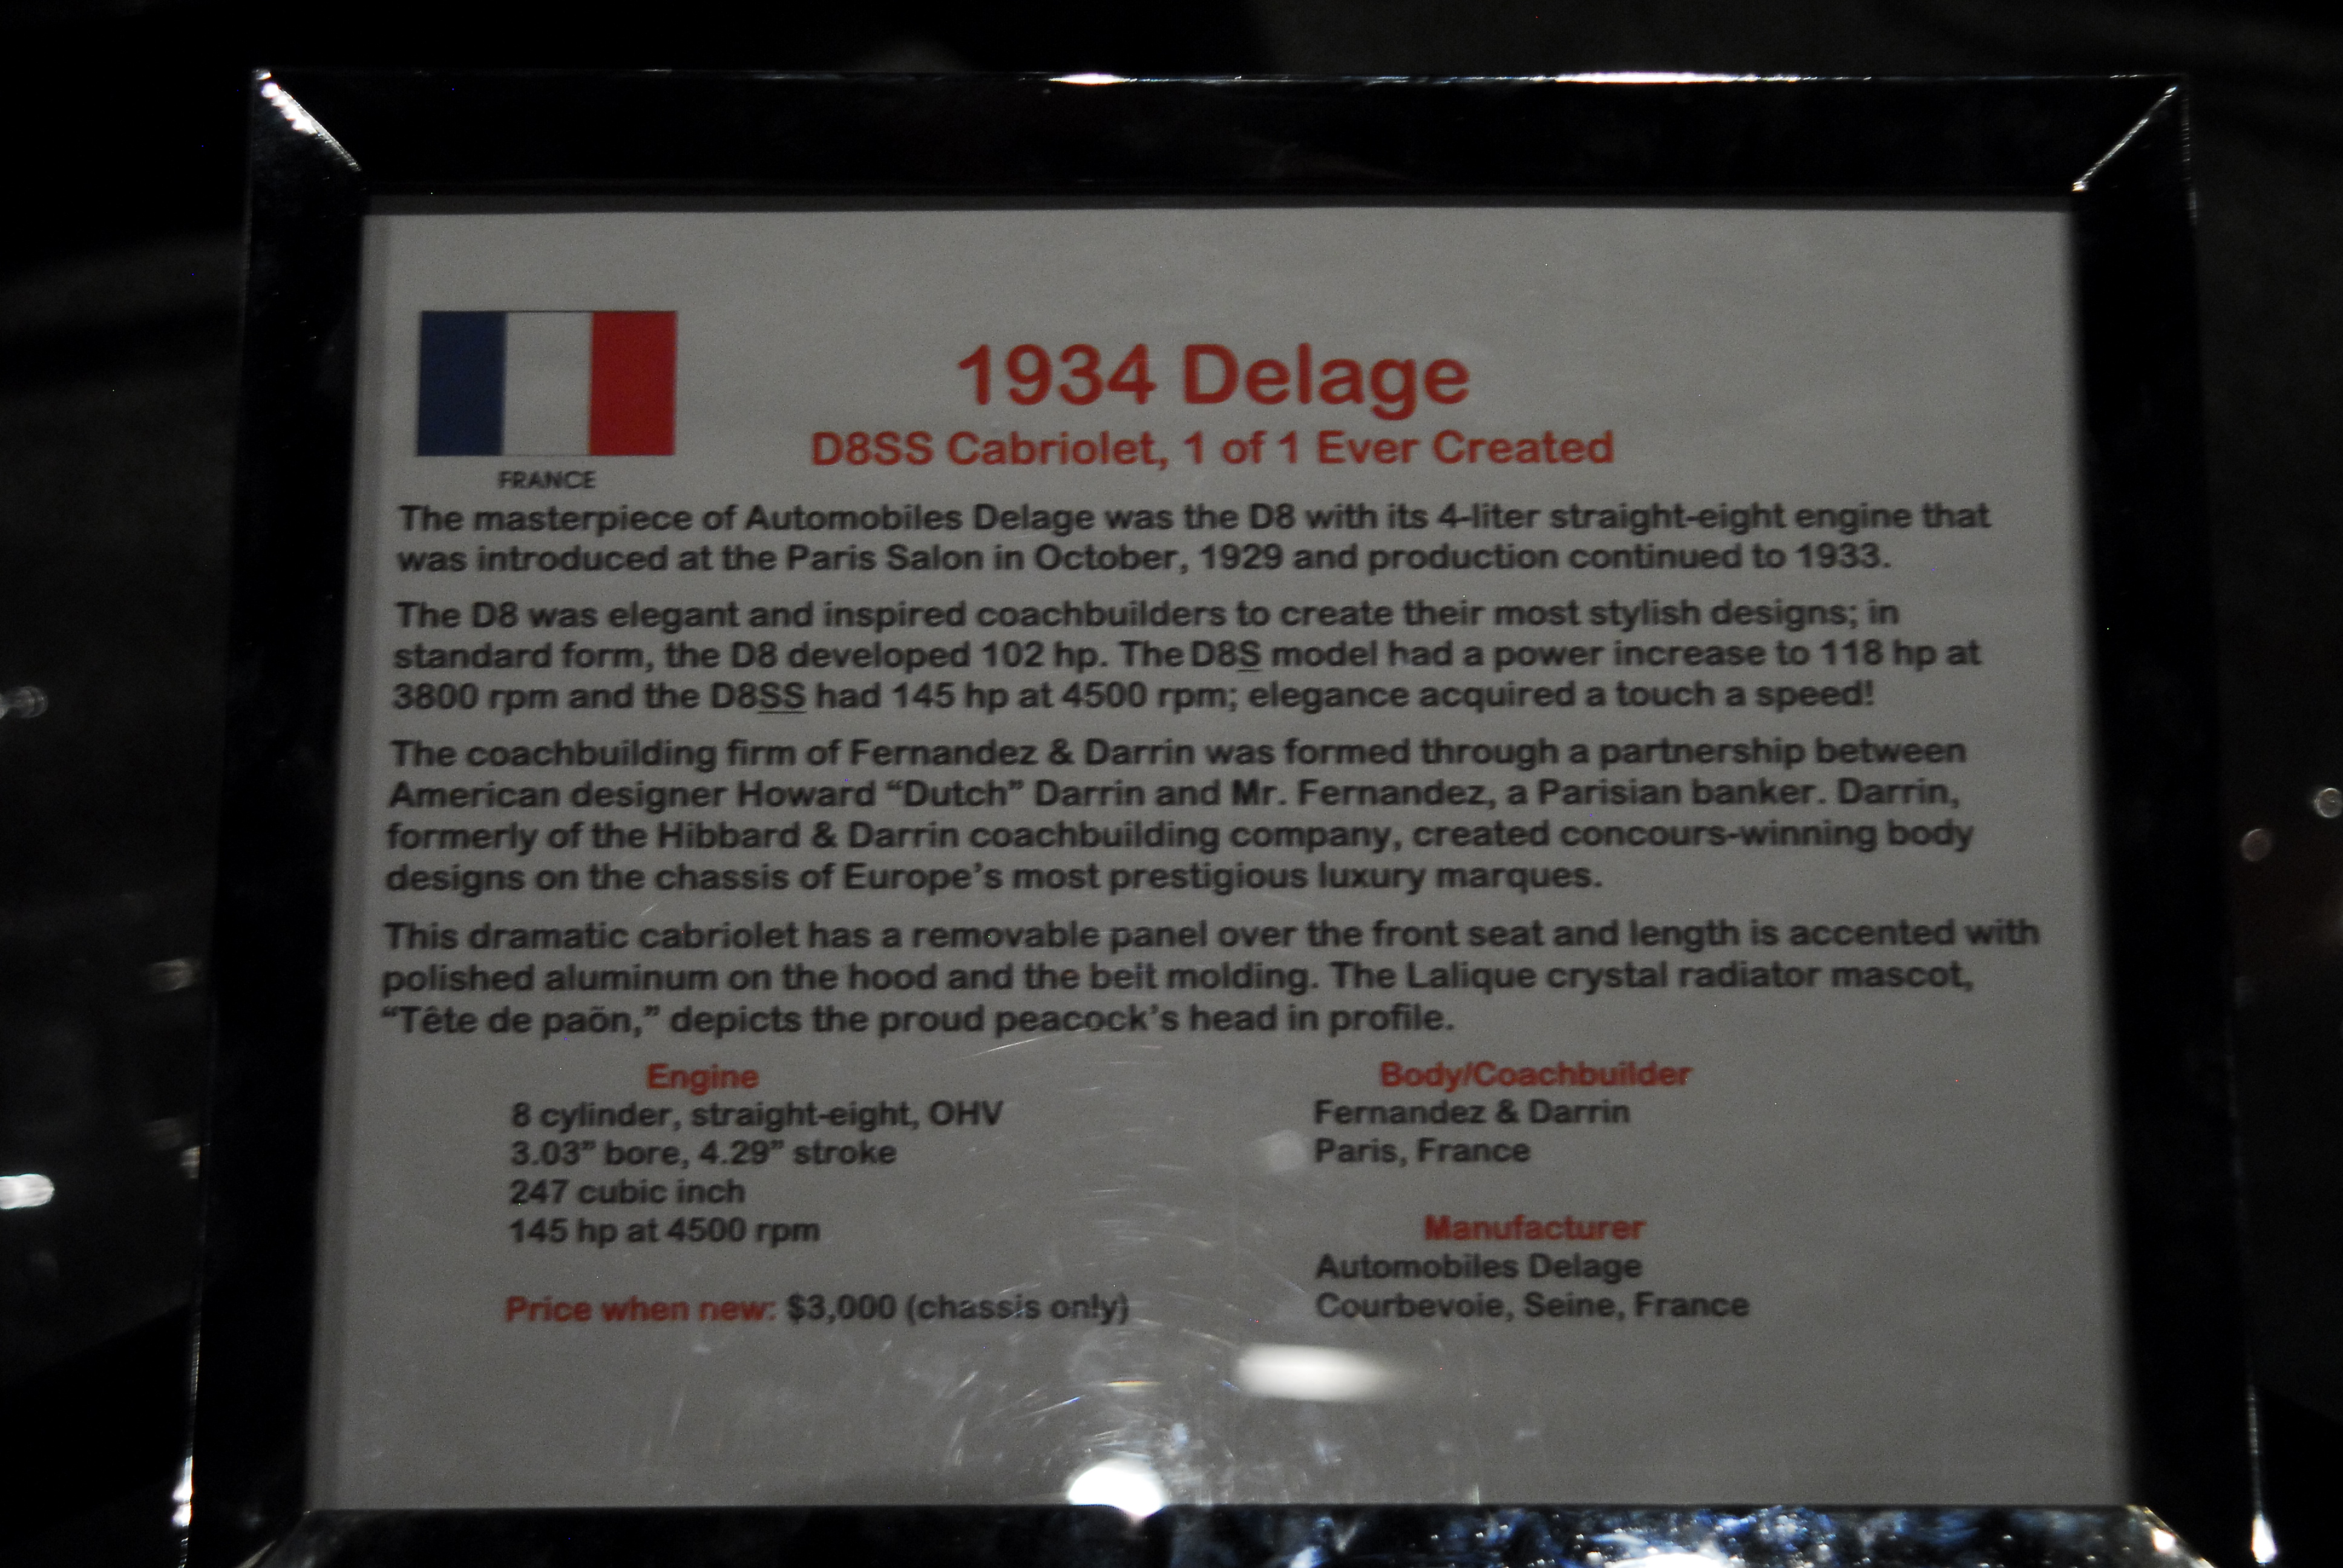 1934 Delage
D8SS Cabriolet, 1 of 1 Ever Created
FRANCE
The masterpiece of Automobiles Delage was the D8 with its 4-liter straight-eight engine that
was introduced at the Paris Salon in October, 1929 and production continued to 1933.
The D8 was elegant and inspired coachbuilders to create their most stylish designs; in
standard form, the D8 developed 102 hp. The D8S model had a power increase to 118 hp at
3800 rpm and the D8SS had 145 hp at 4500 rpm; elegance acquired a touch a speed!
The coachbuilding firm of Fernandez & Darrin was formed through a partnership between
American designer Howard “Dutch” Darrin and Mr. Fernandez, a Parisian banker. Darrin,
formerly of the Hibbard & Darrin coachbuilding company, created concours-winning body
designs on the chassis of Europe’s most prestigious luxury marques.
This dramatic cabriolet has a removable panel over the front seat and length is accented with
polished aluminum on the hood and the belt molding. The Lalique crystal radiator mascot,
“Tête de paön,” depicts the proud peacock’s head in profile.
Engine
8 cylinder, straight-eight, OHV
3.03” bore, 4.29” stroke
247 cubic inch
145 hp at 4500 rpm
Price when new: $3,000 (chassis only)
Body/Coachbuilder
Fernandez & Darrin
Paris, France
Manufacturer
Automobiles Delage
Courbevoie, Seine, France